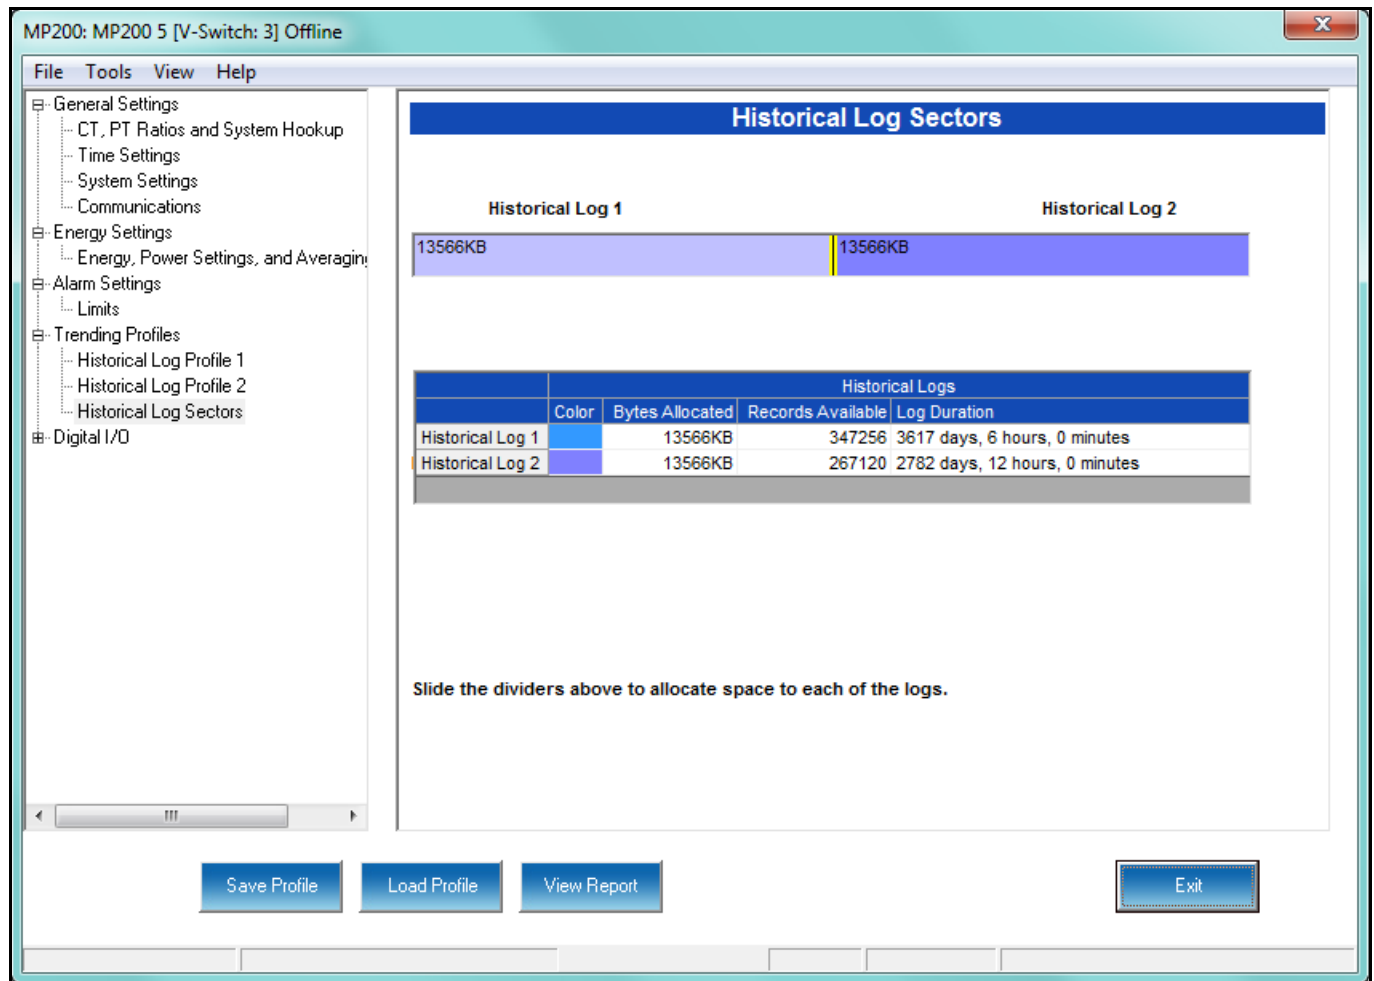 MP200: MP200 5 [V-Switch: 3] Offline
File Tools View Help
General Settings
CT, PT Ratios and System Hookup
Time Settings
System Settings
Communications
Energy Settings
Energy, Power Settings, and Averagin
Alarm Settings
Limits
Trending Profiles
Historical Log Profile 1
Historical Log Profile 2
Historical Log Sectors
Digital I/O
Historical Log Sectors
Historical Log 1 Historical Log 2
13566KB 13566KB
Historical Logs
Color Bytes Allocated Records Available Log Duration
Historical Log 1 13566KB 347256 3617 days, 6 hours, 0 minutes
Historical Log 2 13566KB 267120 2782 days, 12 hours, 0 minutes
Slide the dividers above to allocate space to each of the logs.
Save Profile Load Profile View Report Exit